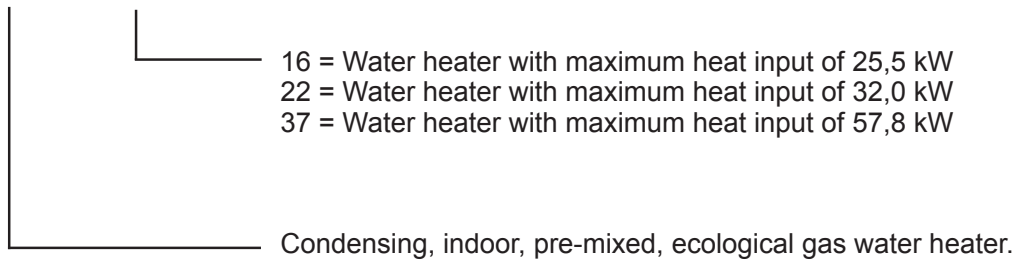 16 = Water heater with maximum heat input of 25,5 kW
22 = Water heater with maximum heat input of 32,0 kW
37 = Water heater with maximum heat input of 57,8 kW
Condensing, indoor, pre-mixed, ecological gas water heater.